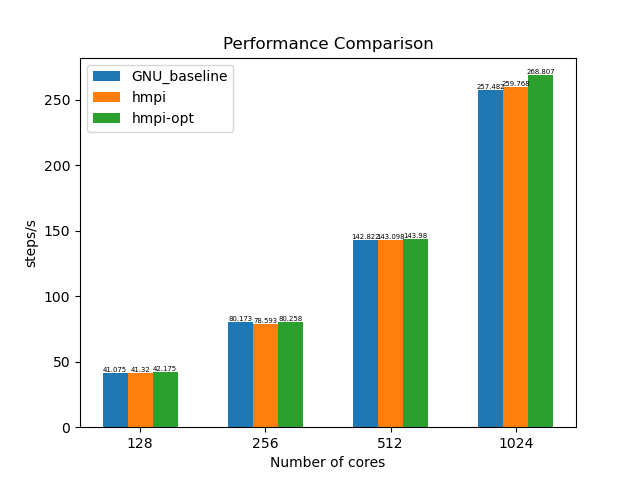 Performance Comparison
GNU_baseline
hmpi
hmpi-opt
steps/s
250
200
150
100
50
0
41.075 41.32 42.175
80.173 78.593 80.258
142.822 143.098 143.98
257.482 259.768 268.807
128 256 512 1024
Number of cores